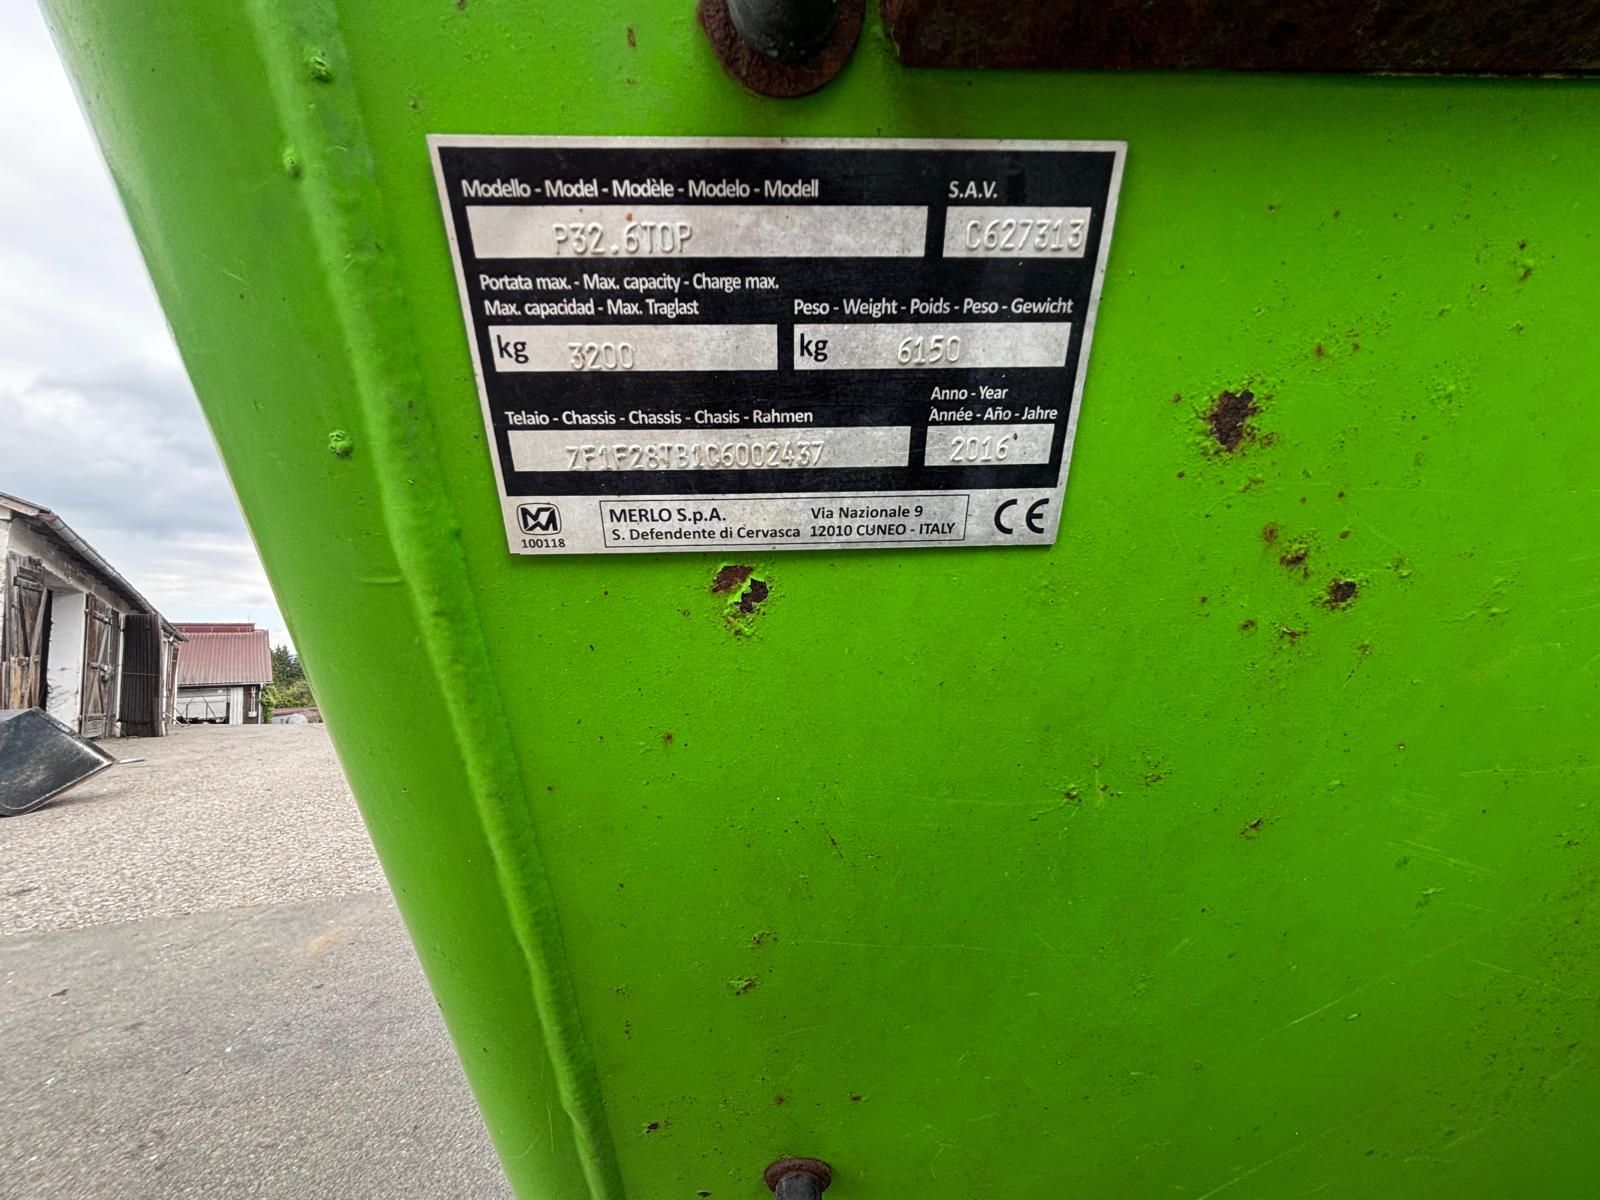 Modello - Model - Modèle - Modelo - Modell S.A.V.
P32.6TOP C627313
Portata max. - Max. capacity - Charge max.
Max. capacidad - Max. Traglast Peso - Weight - Poids - Peso - Gewicht
kg 3200 kg 6150
Anno - Year
Telaio - Chassis - Chassis - Chasis - Rahmen Année - Año - Jahre
ZF1F28TB1C6002437 2016
MERLO S.p.A. Via Nazionale 9
S. Defendente di Cervasca 12010 CUNEO - ITALY
100118
CE